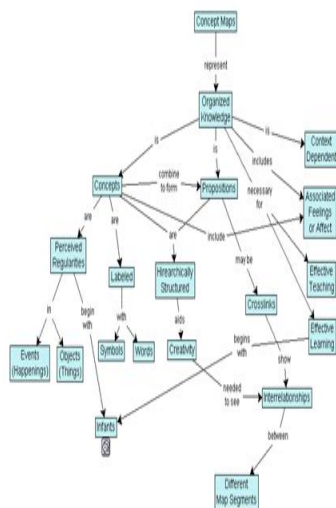 Concept Maps
represent
Organized
Knowledge
is
is
is
Context
Dependent
combine
to form
includes
necessary
for
Concepts
Propositions
Associated
Feelings
or Affect
are
are
are
include
may be
Perceived
Regularities
Labeled
Hirearchically
Structured
Effective
Teaching
Crosslinks
in
begin
with
with
aids
begins
with
Effective
Learning
Events
(Happenings)
Objects
(Things)
Symbols
Words
Creativity
show
needed
to see
Interrelationships
Infants
between
Different
Map Segments